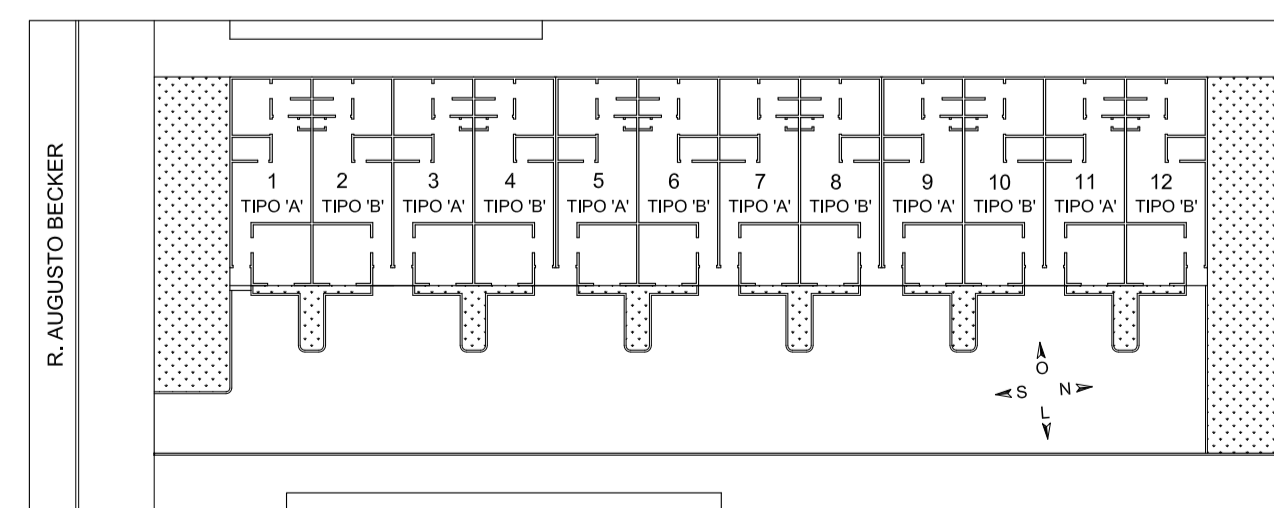 R. AUGUSTO BECKER
1 2 3 4 5 6 7 8 9 10 11 12
TIPO 'A' TIPO 'B' TIPO 'A' TIPO 'B' TIPO 'A' TIPO 'B' TIPO 'A' TIPO 'B' TIPO 'A' TIPO 'B' TIPO 'A' TIPO 'B'
O
S N
L